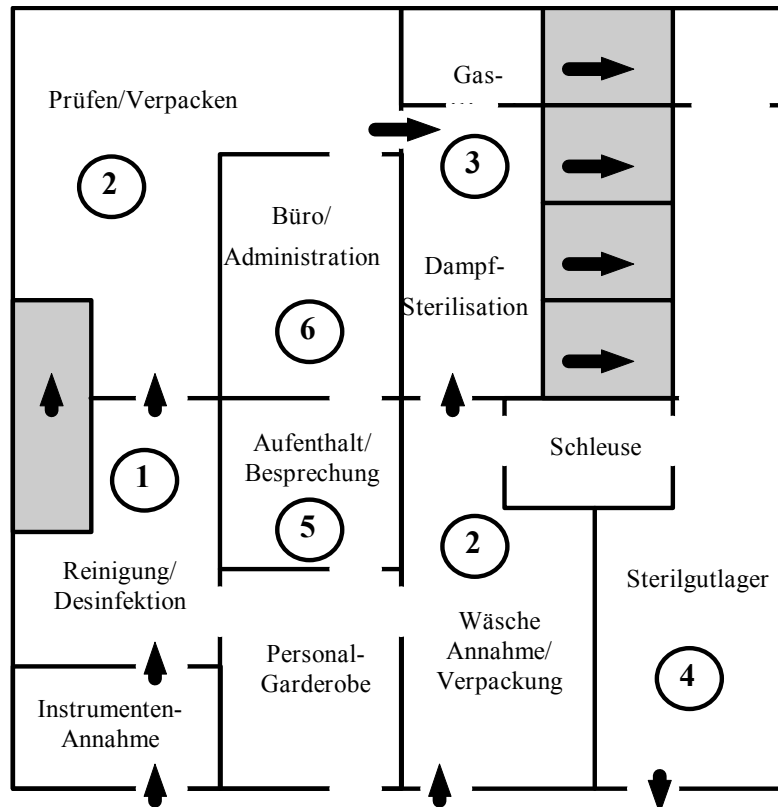 Gas-
...
Prüfen/Verpacken
2
3
Büro/
Administration
6
Dampf-
Sterilisation
1
Aufenthalt/
Besprechung
5
Schleuse
2
Reinigung/
Desinfektion
Sterilgutlager
4
Wäsche
Annahme/
Verpackung
Personal-
Garderobe
Instrumenten-
Annahme